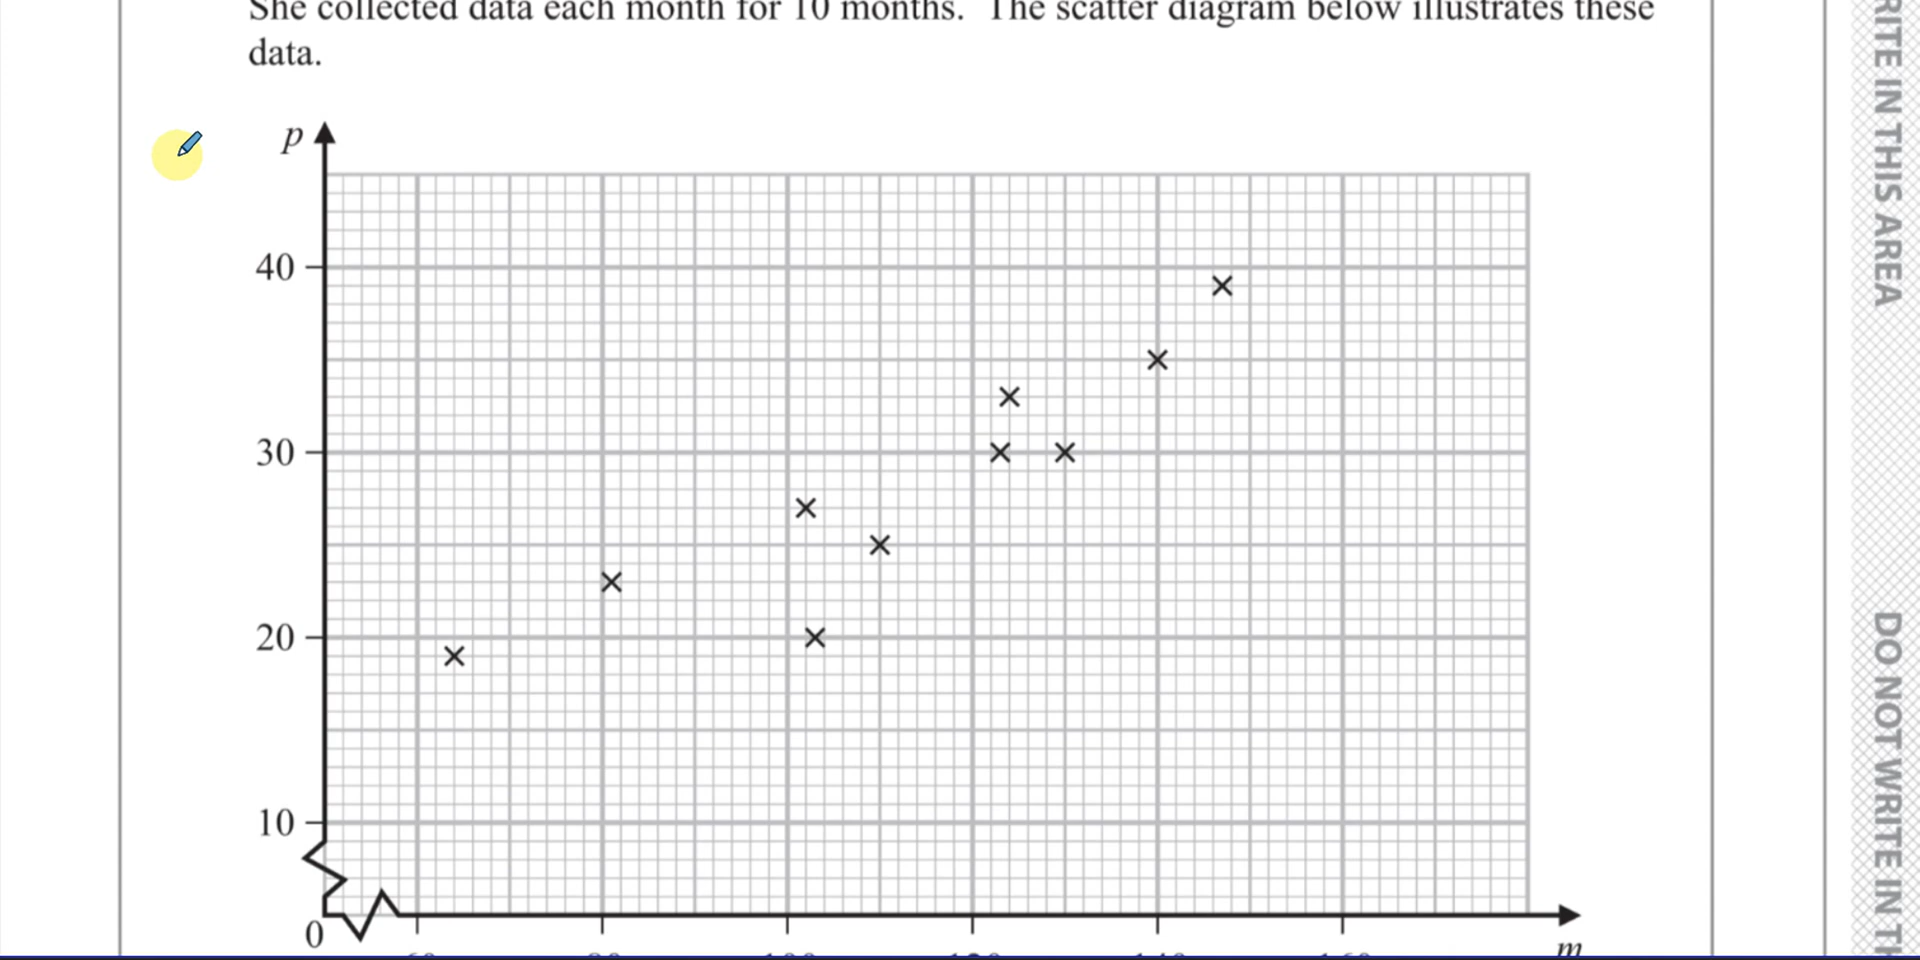 She collected data each month for 10 months. The scatter diagram below illustrates these
data.
p
40
30
20
10
0
m
RITE IN THIS AREA
DO NOT WRITE IN TH